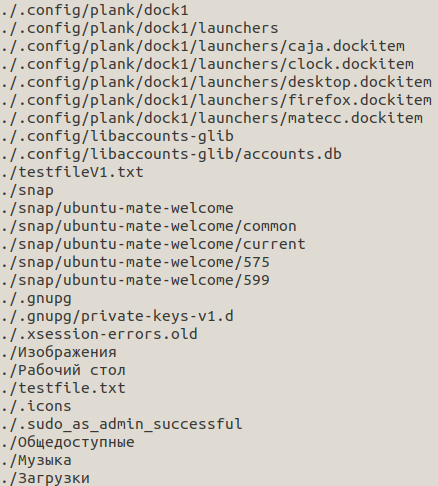 ./.config/plank/dock1
./.config/plank/dock1/launchers
./.config/plank/dock1/launchers/caja.dockitem
./.config/plank/dock1/launchers/clock.dockitem
./.config/plank/dock1/launchers/desktop.dockitem
./.config/plank/dock1/launchers/firefox.dockitem
./.config/plank/dock1/launchers/matecc.dockitem
./.config/libaccounts-glib
./.config/libaccounts-glib/accounts.db
./testfileV1.txt
./snap
./snap/ubuntu-mate-welcome
./snap/ubuntu-mate-welcome/common
./snap/ubuntu-mate-welcome/current
./snap/ubuntu-mate-welcome/575
./snap/ubuntu-mate-welcome/599
./.gnupg
./.gnupg/private-keys-v1.d
./.xsession-errors.old
./Изображения
./Рабочий стол
./testfile.txt
./.icons
./.sudo_as_admin_successful
./Общедоступные
./Музыка
./Загрузки